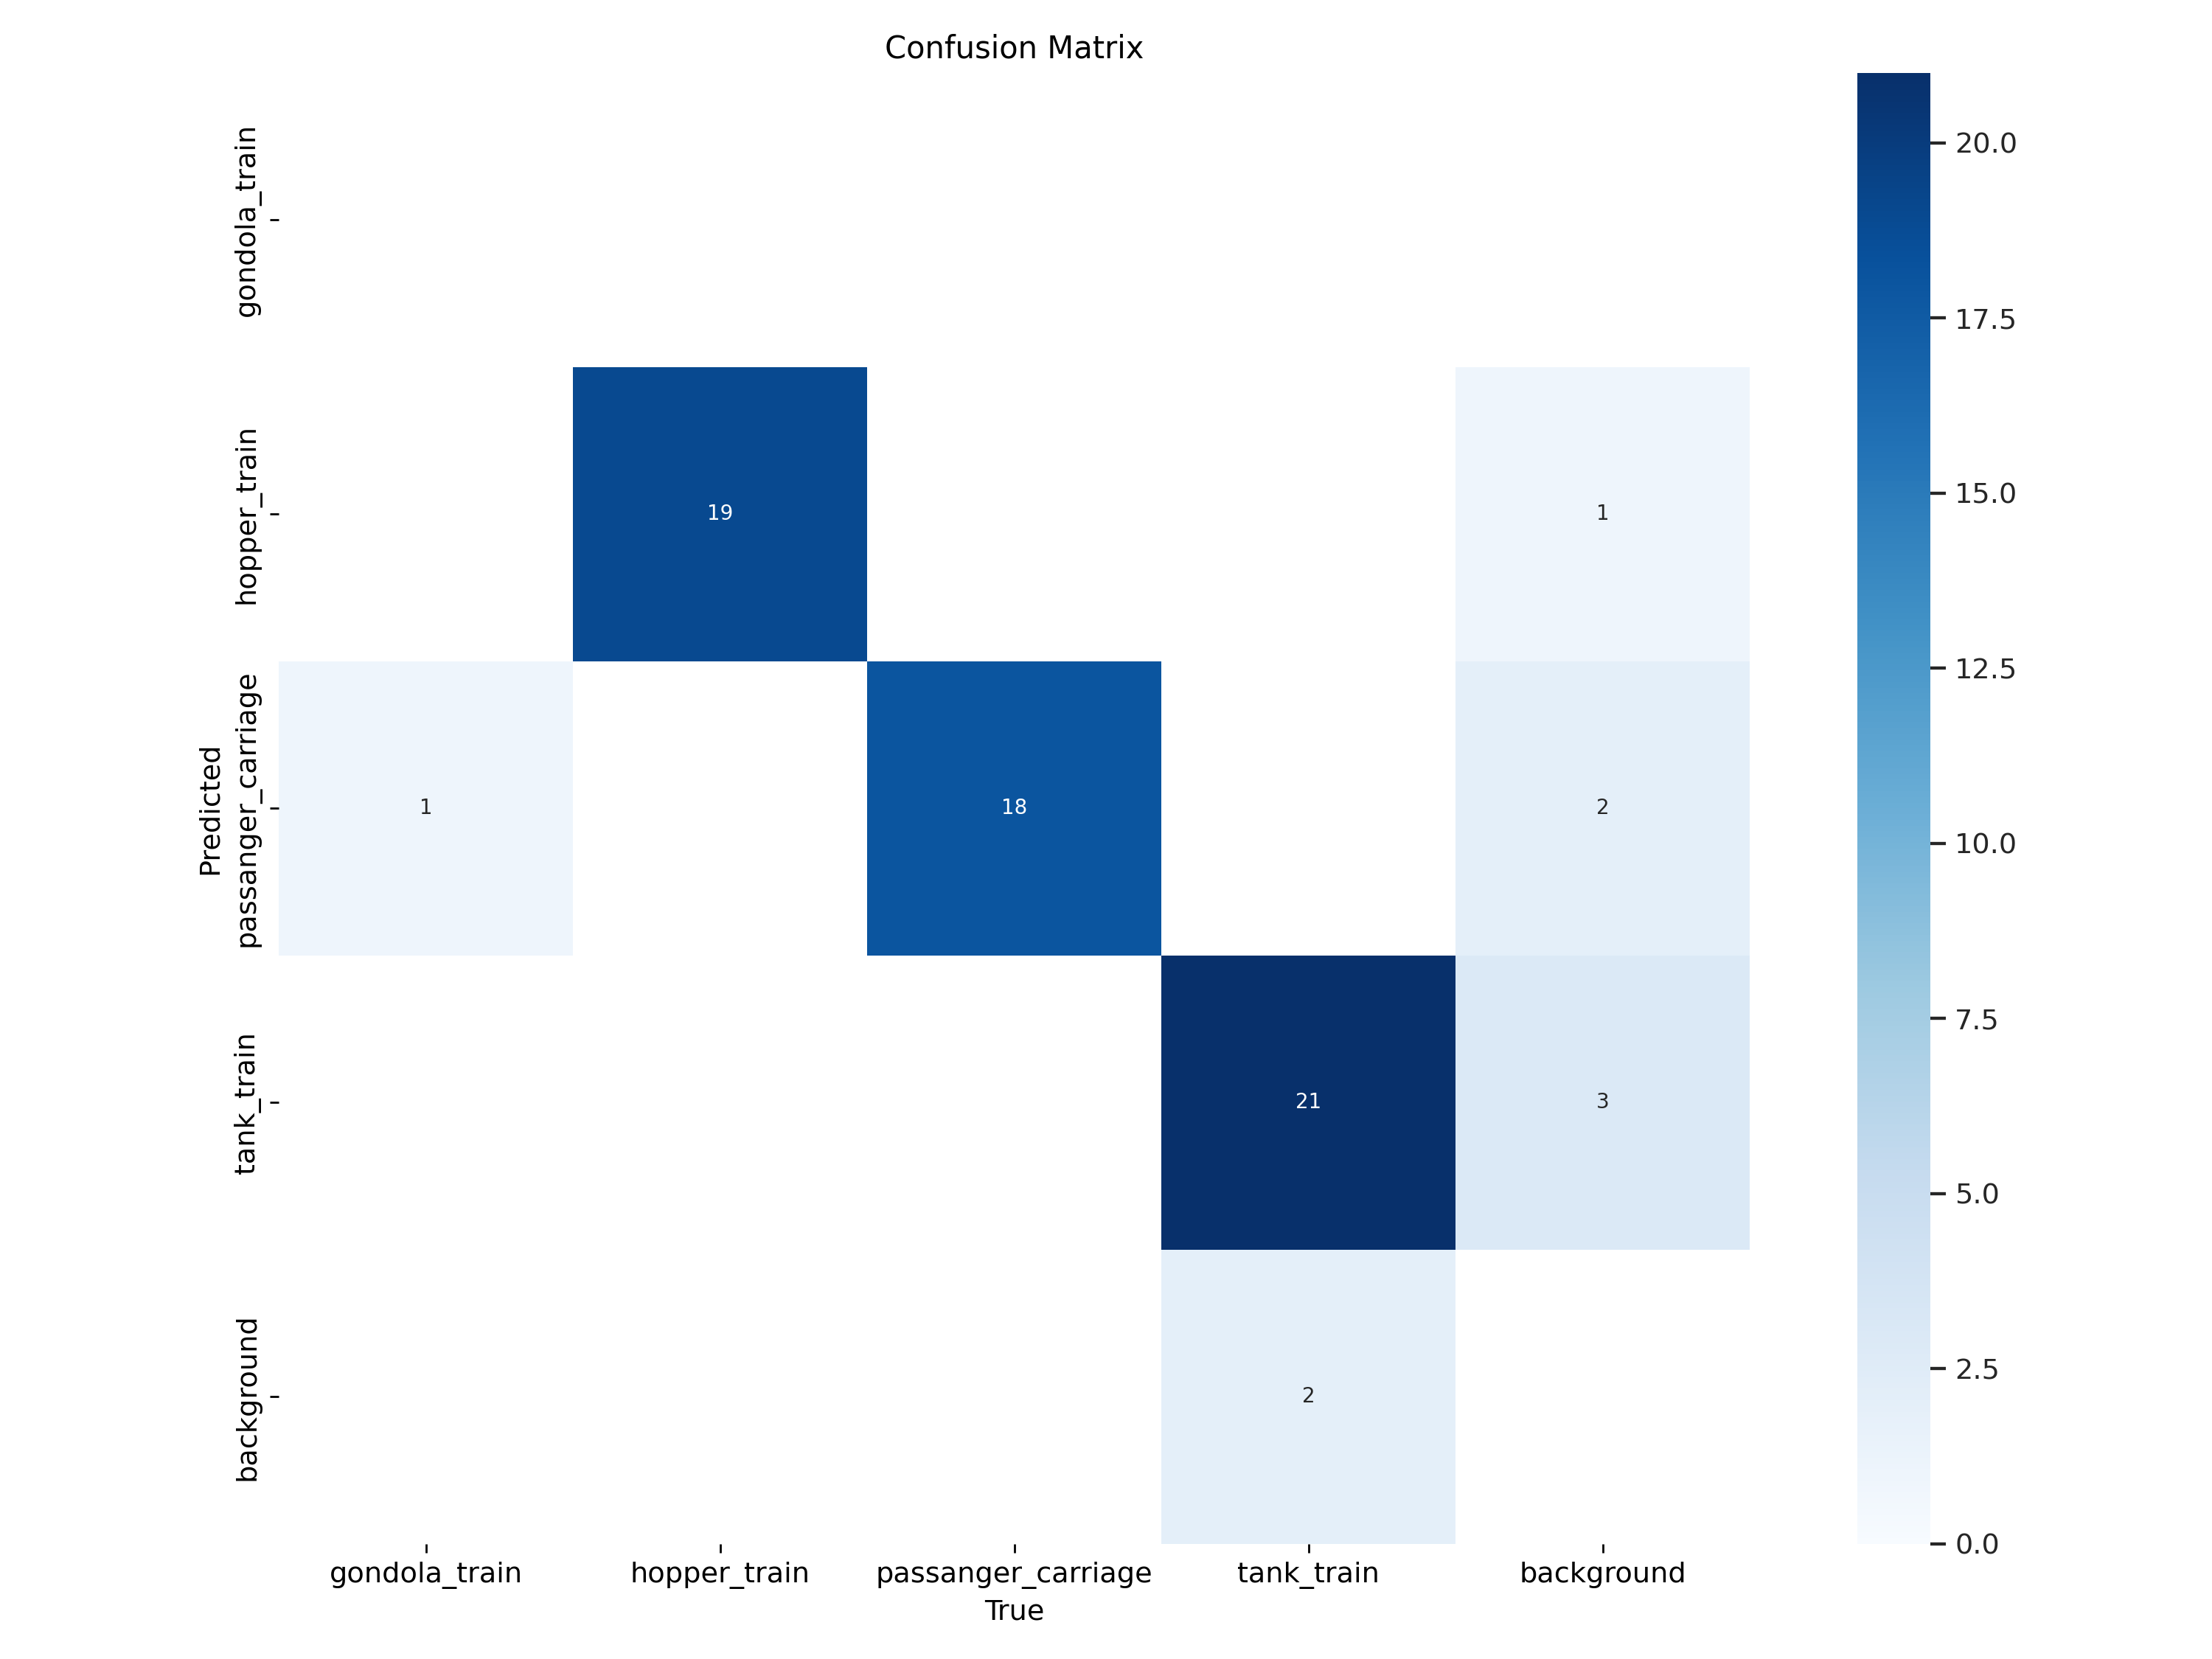 Confusion Matrix
gondola_train
hopper_train
passanger_carriage
tank_train
background
Predicted
19
1
1
18
2
21
3
2
gondola_train
hopper_train
passanger_carriage
tank_train
background
True
20.0
17.5
15.0
12.5
10.0
7.5
5.0
2.5
0.0